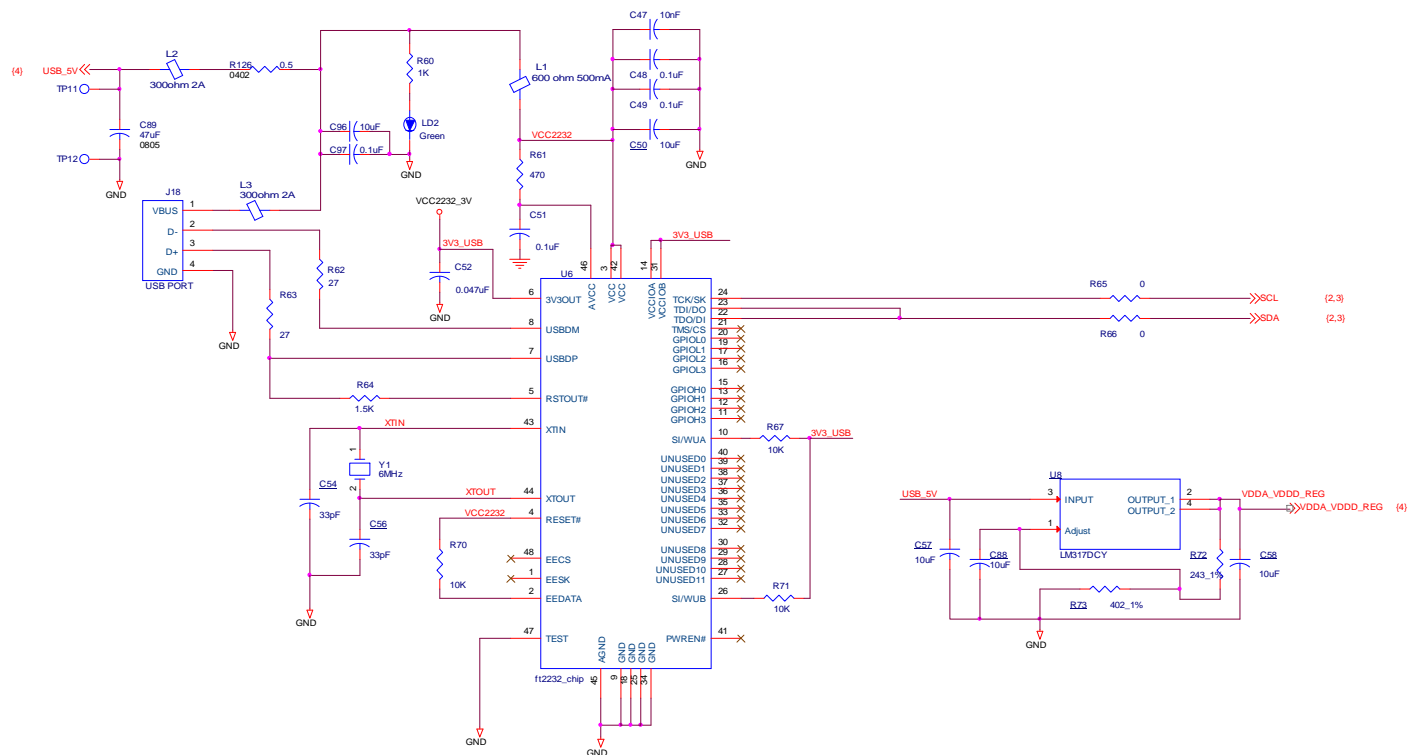 C47 10nF
C48 0.1uF
C49 0.1uF
C50 10uF
GND
{4} USB_5V
L2
300ohm 2A
R126 0.5
0402
TP11
C89
47uF
0805
TP12
GND
R60
1K
LD2
Green
C96 10uF
C97 0.1uF
GND
L1
600 ohm 500mA
VCC2232
R61
470
C51
0.1uF
J18
VBUS 1
D- 2
D+ 3
GND 4
USB PORT
L3
300ohm 2A
GND
R62
27
R63
27
R64
1.5K
VCC2232_3V
3V3_USB
C52
0.047uF
GND
3V3_USB
U6
46 AVCC
3 VCC
42 VCC
14 VCCIOA
31 VCCIOB
6 3V3OUT
8 USBDM
7 USBDP
5 RSTOUT#
43 XTIN
44 XTOUT
4 RESET#
48 EECS
1 EESK
2 EEDATA
47 TEST
TCK/SK 24
TDI/DO 23
TDO/DI 22
TMS/CS 21
GPIOL0 20
GPIOL1 19
GPIOL2 17
GPIOL3 16
GPIOH0 15
GPIOH1 13
GPIOH2 12
GPIOH3 11
SI/WUA 10
UNUSED0 40
UNUSED1 39
UNUSED2 38
UNUSED3 37
UNUSED4 36
UNUSED5 35
UNUSED6 33
UNUSED7 32
UNUSED8 30
UNUSED9 29
UNUSED10 28
UNUSED11 27
SI/WUB 26
PWREN# 41
AGND 45
GND 9
GND 18
GND 25
GND 34
ft2232_chip
GND
XTIN
1
Y1
6MHz
2
XTOUT
C54
33pF
C56
33pF
GND
VCC2232
R70
10K
GND
R65 0
SCL {2,3}
R66 0
SDA {2,3}
R67
10K
3V3_USB
R71
10K
USB_5V
U8
3 INPUT
1 Adjust
OUTPUT_1 2
OUTPUT_2 4
LM317DCY
VDDA_VDDD_REG
VDDA_VDDD_REG {4}
C57
10uF
C88
10uF
R72
243_1%
C58
10uF
R73 402_1%
GND